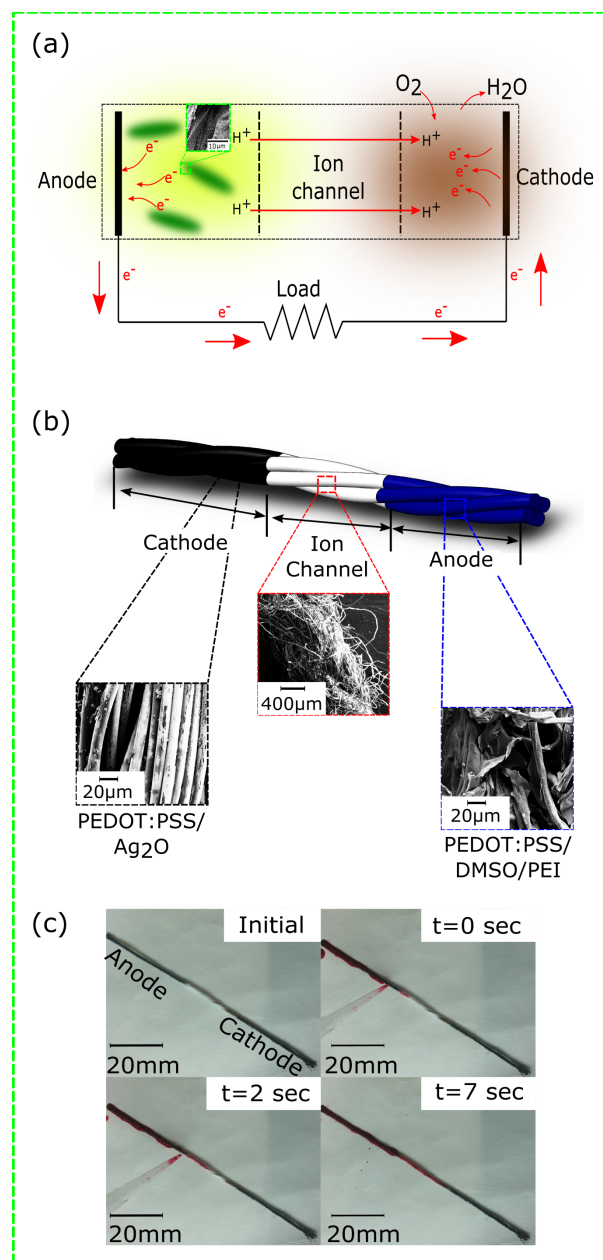 (a)
O2
H2O
10µm
H+
H+
e-
Ion
e-
Anode
e-
channel
e-
Cathode
e-
e-
H+
H+
e-
e-
Load
e-
e-
(b)
Cathode
Ion
Channel
Anode
400µm
20µm
20µm
PEDOT:PSS/
Ag2O
PEDOT:PSS/
DMSO/PEI
(c)
Initial
t=0 sec
Anode
Cathode
20mm
20mm
t=2 sec
t=7 sec
20mm
20mm